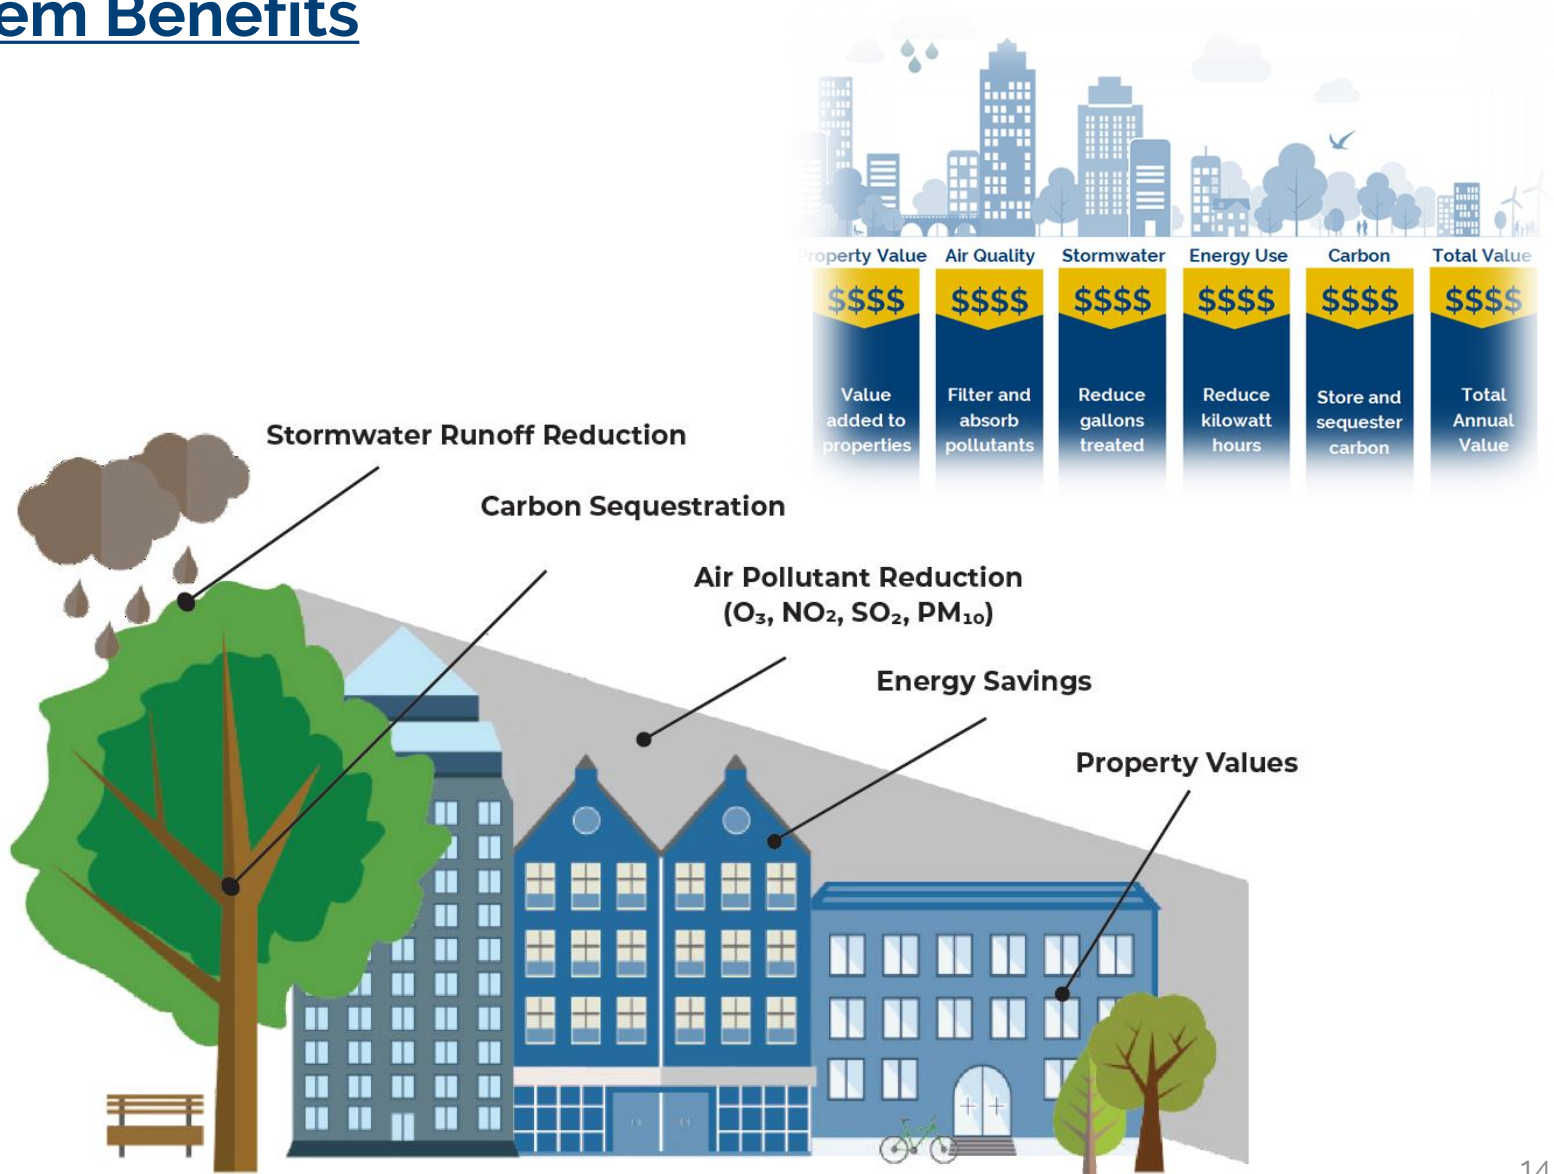 em Benefits
Property Value Air Quality Stormwater Energy Use Carbon Total Value
$$$$ $$$$ $$$$ $$$$ $$$$ $$$$
Value added to properties
Filter and absorb pollutants
Reduce gallons treated
Reduce kilowatt hours
Store and sequester carbon
Total Annual Value
Stormwater Runoff Reduction
Carbon Sequestration
Air Pollutant Reduction
(O₃, NO₂, SO₂, PM₁₀)
Energy Savings
Property Values
14